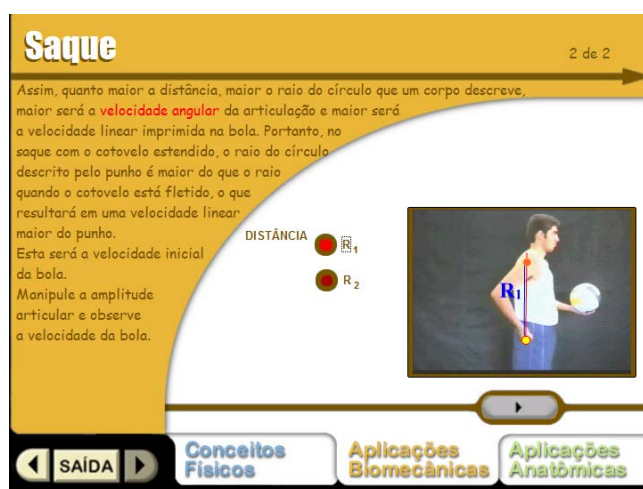 Saque
2 de 2
Assim, quanto maior a distância, maior o raio do círculo que um corpo descreve,
maior será a velocidade angular da articulação e maior será
a velocidade linear imprimida na bola. Portanto, no
saque com o cotovelo estendido, o raio do círculo
descrito pelo punho é maior do que o raio
quando o cotovelo está fletido, o que
resultará em uma velocidade linear
maior do punho.
Esta será a velocidade inicial
da bola.
Manipule a amplitude
articular e observe
a velocidade da bola.
DISTÂNCIA
R1
R2
R1
SAÍDA
Conceitos
Físicos
Aplicações
Biomecânicas
Aplicações
Anatômicas